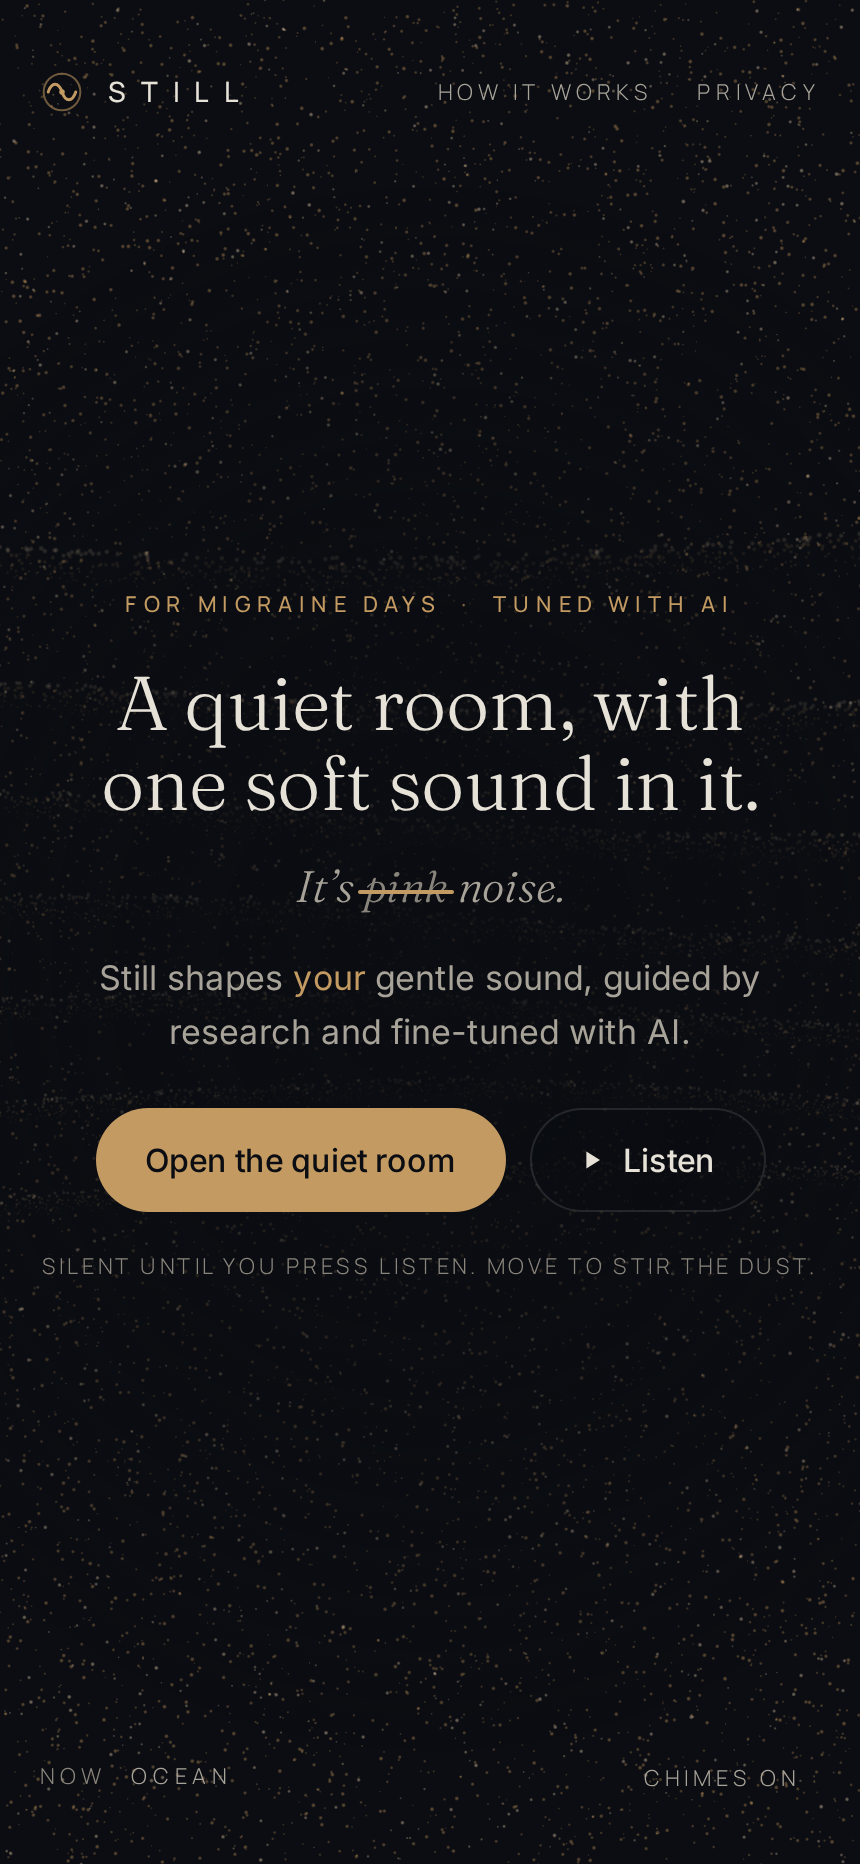 STILL
HOW IT WORKS
PRIVACY
FOR MIGRAINE DAYS · TUNED WITH AI
A quiet room, with
one soft sound in it.
It’s pink noise.
Still shapes your gentle sound, guided by
research and fine-tuned with AI.
Open the quiet room
Listen
SILENT UNTIL YOU PRESS LISTEN. MOVE TO STIR THE DUST.
NOW OCEAN
CHIMES ON